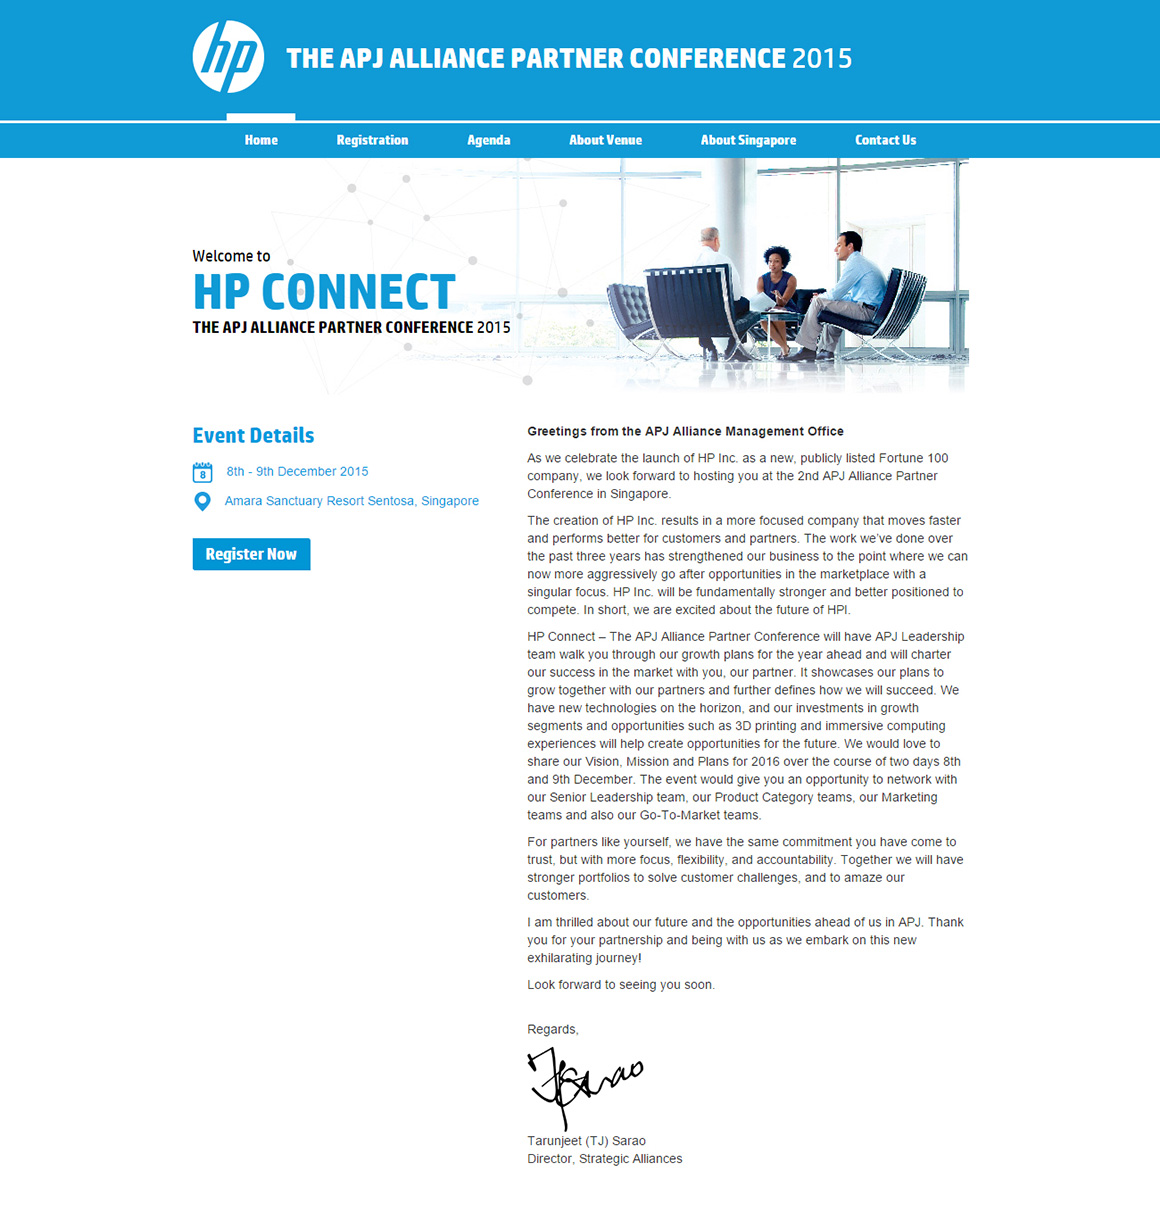 hp
THE APJ ALLIANCE PARTNER CONFERENCE 2015
Home Registration Agenda About Venue About Singapore Contact Us
Welcome to
HP CONNECT
THE APJ ALLIANCE PARTNER CONFERENCE 2015
Event Details
8
8th - 9th December 2015
Amara Sanctuary Resort Sentosa, Singapore
Register Now
Greetings from the APJ Alliance Management Office
As we celebrate the launch of HP Inc. as a new, publicly listed Fortune 100
company, we look forward to hosting you at the 2nd APJ Alliance Partner
Conference in Singapore.
The creation of HP Inc. results in a more focused company that moves faster
and performs better for customers and partners. The work we've done over
the past three years has strengthened our business to the point where we can
now more aggressively go after opportunities in the marketplace with a
singular focus. HP Inc. will be fundamentally stronger and better positioned to
compete. In short, we are excited about the future of HPI.
HP Connect – The APJ Alliance Partner Conference will have APJ Leadership
team walk you through our growth plans for the year ahead and will charter
our success in the market with you, our partner. It showcases our plans to
grow together with our partners and further defines how we will succeed. We
have new technologies on the horizon, and our investments in growth
segments and opportunities such as 3D printing and immersive computing
experiences will help create opportunities for the future. We would love to
share our Vision, Mission and Plans for 2016 over the course of two days 8th
and 9th December. The event would give you an opportunity to network with
our Senior Leadership team, our Product Category teams, our Marketing
teams and also our Go-To-Market teams.
For partners like yourself, we have the same commitment you have come to
trust, but with more focus, flexibility, and accountability. Together we will have
stronger portfolios to solve customer challenges, and to amaze our
customers.
I am thrilled about our future and the opportunities ahead of us in APJ. Thank
you for your partnership and being with us as we embark on this new
exhilarating journey!
Look forward to seeing you soon.
Regards,
TJSarao
Tarunjeet (TJ) Sarao
Director, Strategic Alliances